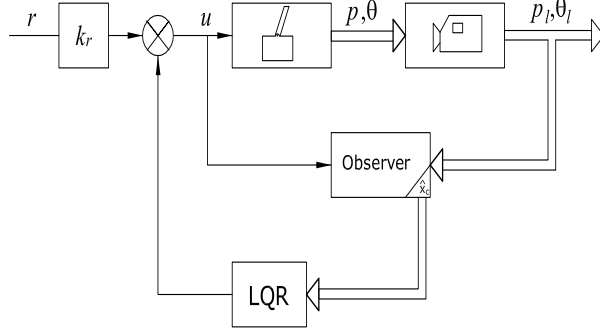 r
k_r
u
p,θ
p_l,θ_l
Observer
x̂_c
LQR